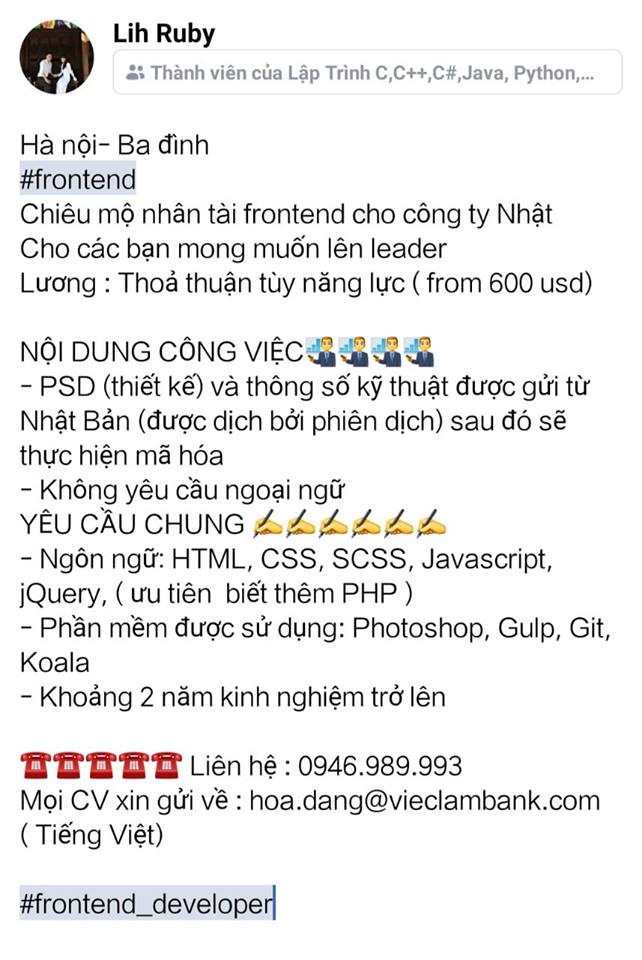 Lih Ruby
Thành viên của Lập Trình C,C++,C#,Java, Python,...
Hà nội- Ba đình
#frontend
Chiêu mộ nhân tài frontend cho công ty Nhật
Cho các bạn mong muốn lên leader
Lương : Thoả thuận tùy năng lực ( from 600 usd)
NỘI DUNG CÔNG VIỆC👨‍💼👨‍💼👨‍💼👨‍💼
- PSD (thiết kế) và thông số kỹ thuật được gửi từ
Nhật Bản (được dịch bởi phiên dịch) sau đó sẽ
thực hiện mã hóa
- Không yêu cầu ngoại ngữ
YÊU CẦU CHUNG ✍️✍️✍️✍️✍️✍️
- Ngôn ngữ: HTML, CSS, SCSS, Javascript,
jQuery, ( ưu tiên  biết thêm PHP )
- Phần mềm được sử dụng: Photoshop, Gulp, Git,
Koala
- Khoảng 2 năm kinh nghiệm trở lên
☎️☎️☎️☎️☎️ Liên hệ : 0946.989.993
Mọi CV xin gửi về : hoa.dang@vieclambank.com
( Tiếng Việt)
#frontend_developer